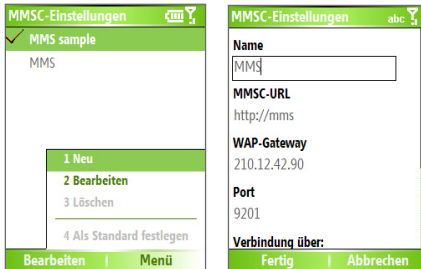 MMSC-Einstellungen
MMS sample
MMS
1 Neu
2 Bearbeiten
3 Löschen
4 Als Standard festlegen
Bearbeiten Menü
MMSC-Einstellungen abc
Name
MMS
MMSC-URL
http://mms
WAP-Gateway
210.12.42.90
Port
9201
Verbindung über:
Fertig Abbrechen